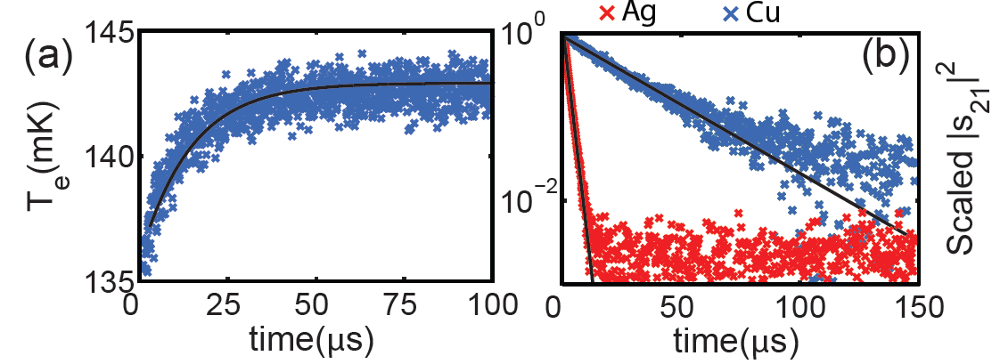 Ag Cu
(a)
145
140
135
T_e(mK)
0 25 50 75 100
time(μs)
(b)
10^0
10^−2
0 50 100 150
time(μs)
Scaled |s_21|^2